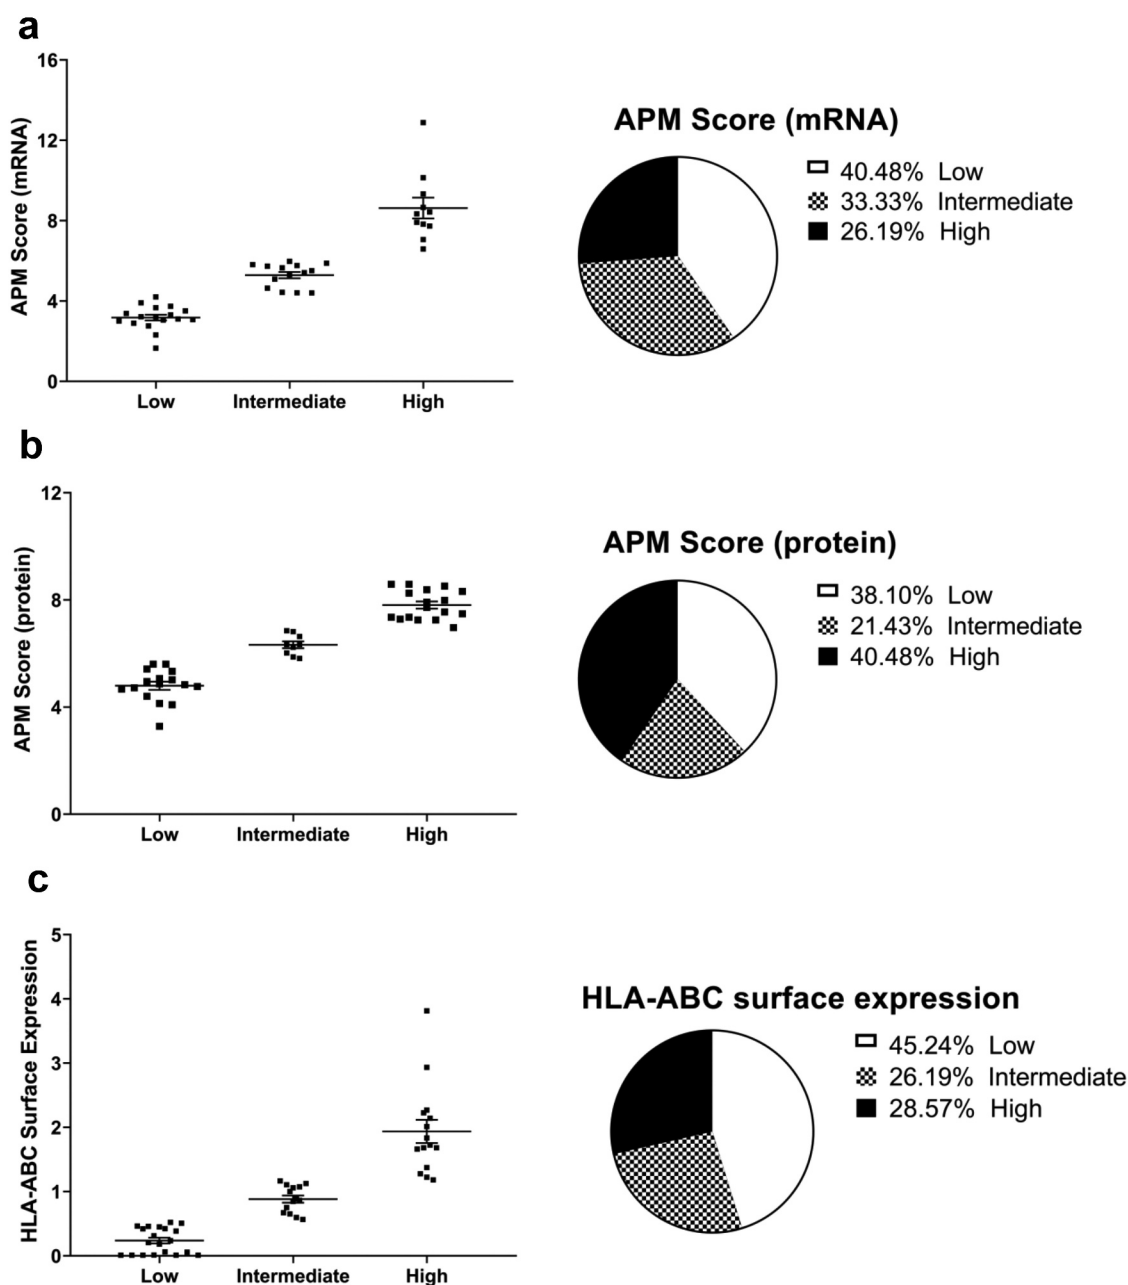 a
APM Score (mRNA)
16
12
8
4
0
Low Intermediate High
APM Score (mRNA)
40.48% Low
33.33% Intermediate
26.19% High
b
APM Score (protein)
12
8
4
0
Low Intermediate High
APM Score (protein)
38.10% Low
21.43% Intermediate
40.48% High
c
HLA-ABC Surface Expression
5
4
3
2
1
0
Low Intermediate High
HLA-ABC surface expression
45.24% Low
26.19% Intermediate
28.57% High